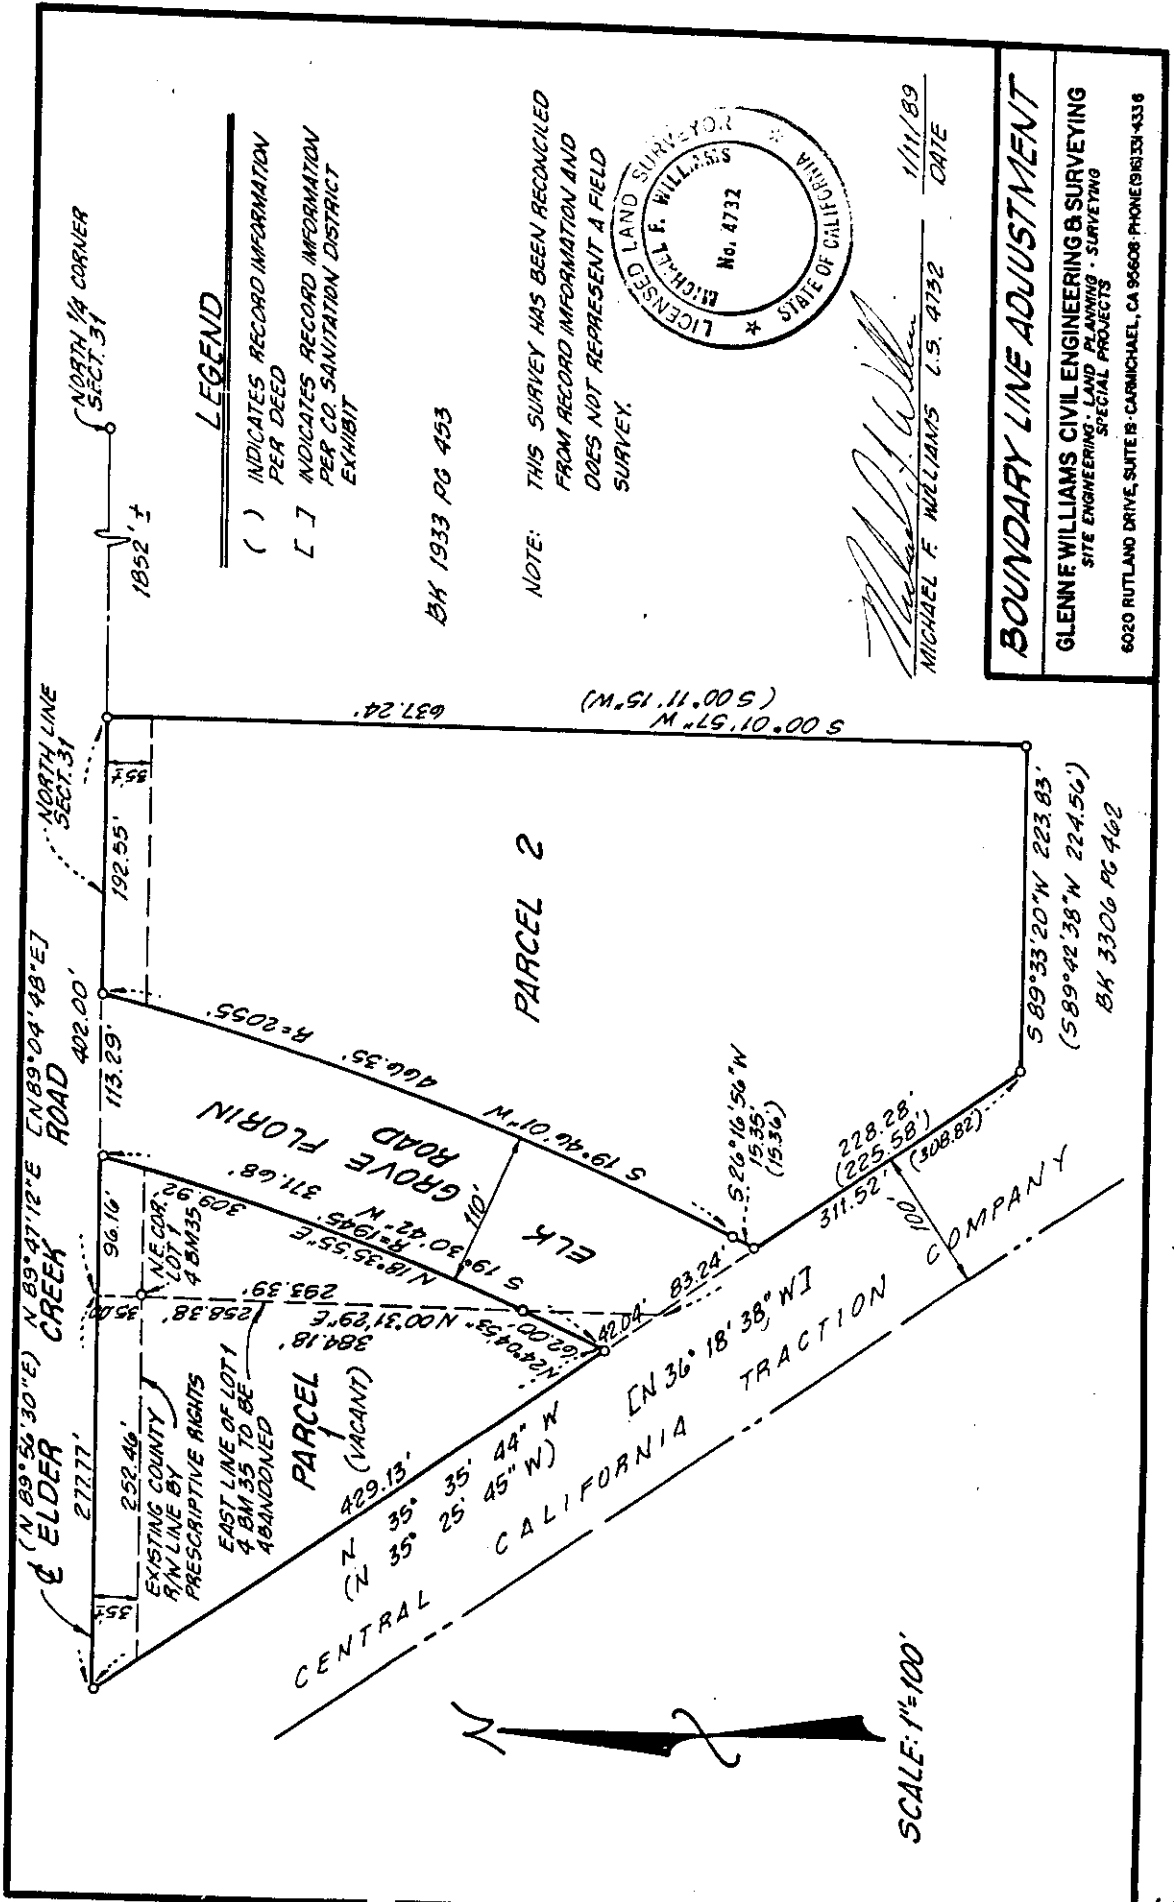 (N 89°56'30"E) N 89°47'12"E [N 89°04'48"E]
℄ ELDER CREEK ROAD
402.00'
277.77'
96.16'
113.29'
192.55'
NORTH LINE
SECT. 31
NORTH 1/4 CORNER
SECT. 31
1852'±
35'±
252.46'
35.00'
35'±
EXISTING COUNTY
R/W LINE BY
PRESCRIPTIVE RIGHTS
N.E. COR.
LOT 1
4 BM 35
EAST LINE OF LOT 1
4 BM 35 TO BE
ABANDONED
258.38'
293.39'
N00°31'29"E
384.18'
PARCEL
1
(VACANT)
309.92'
N 18°35'55"E
371.68'
R=1945'
S 19°30'42"W
N24°04'53"E
62.00'
ELK GROVE FLORIN
ROAD
110'
R=2055'
466.35'
S 19°46'01"W
PARCEL 2
637.24'
S 00°01'57"W
(S 00°11'15"W)
S 26°16'56"W
15.35'
(15.36')
42.04'
83.24'
429.13'
N 35° 35' 44" W
(N 35° 25' 45" W)
[N 36° 18' 38" W]
228.28'
(225.58')
311.52'
(308.82')
100'
CENTRAL CALIFORNIA TRACTION COMPANY
S 89°33'20"W 223.83'
(S 89°42'38"W 224.56')
BK 3306 PG 462
LEGEND
( ) INDICATES RECORD INFORMATION
PER DEED
[ ] INDICATES RECORD INFORMATION
PER CO. SANITATION DISTRICT
EXHIBIT
BK 1933 PG 453
NOTE: THIS SURVEY HAS BEEN RECONCILED
FROM RECORD INFORMATION AND
DOES NOT REPRESENT A FIELD
SURVEY.
LICENSED LAND SURVEYOR
MICHAEL F. WILLIAMS
No. 4732
STATE OF CALIFORNIA
Michael F. Williams
1/11/89
MICHAEL F. WILLIAMS L.S. 4732 DATE
N
SCALE: 1"=100'
BOUNDARY LINE ADJUSTMENT
GLENN F. WILLIAMS CIVIL ENGINEERING & SURVEYING
SITE ENGINEERING · LAND PLANNING · SURVEYING
SPECIAL PROJECTS
6020 RUTLAND DRIVE, SUITE 19 · CARMICHAEL, CA 95608 · PHONE (916) 331-4336